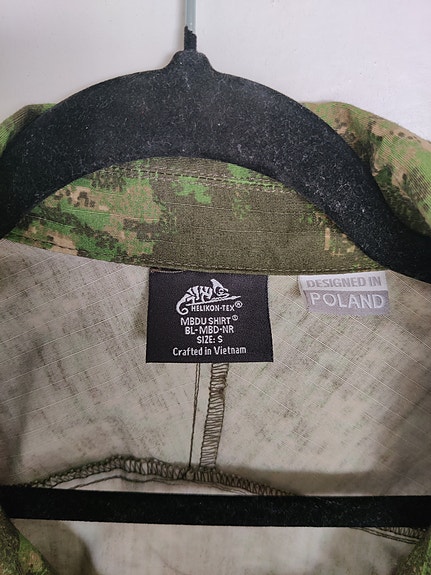 HELIKON-TEX®
MBDU SHIRT®
BL-MBD-NR
SIZE: S
Crafted in Vietnam
DESIGNED IN
POLAND